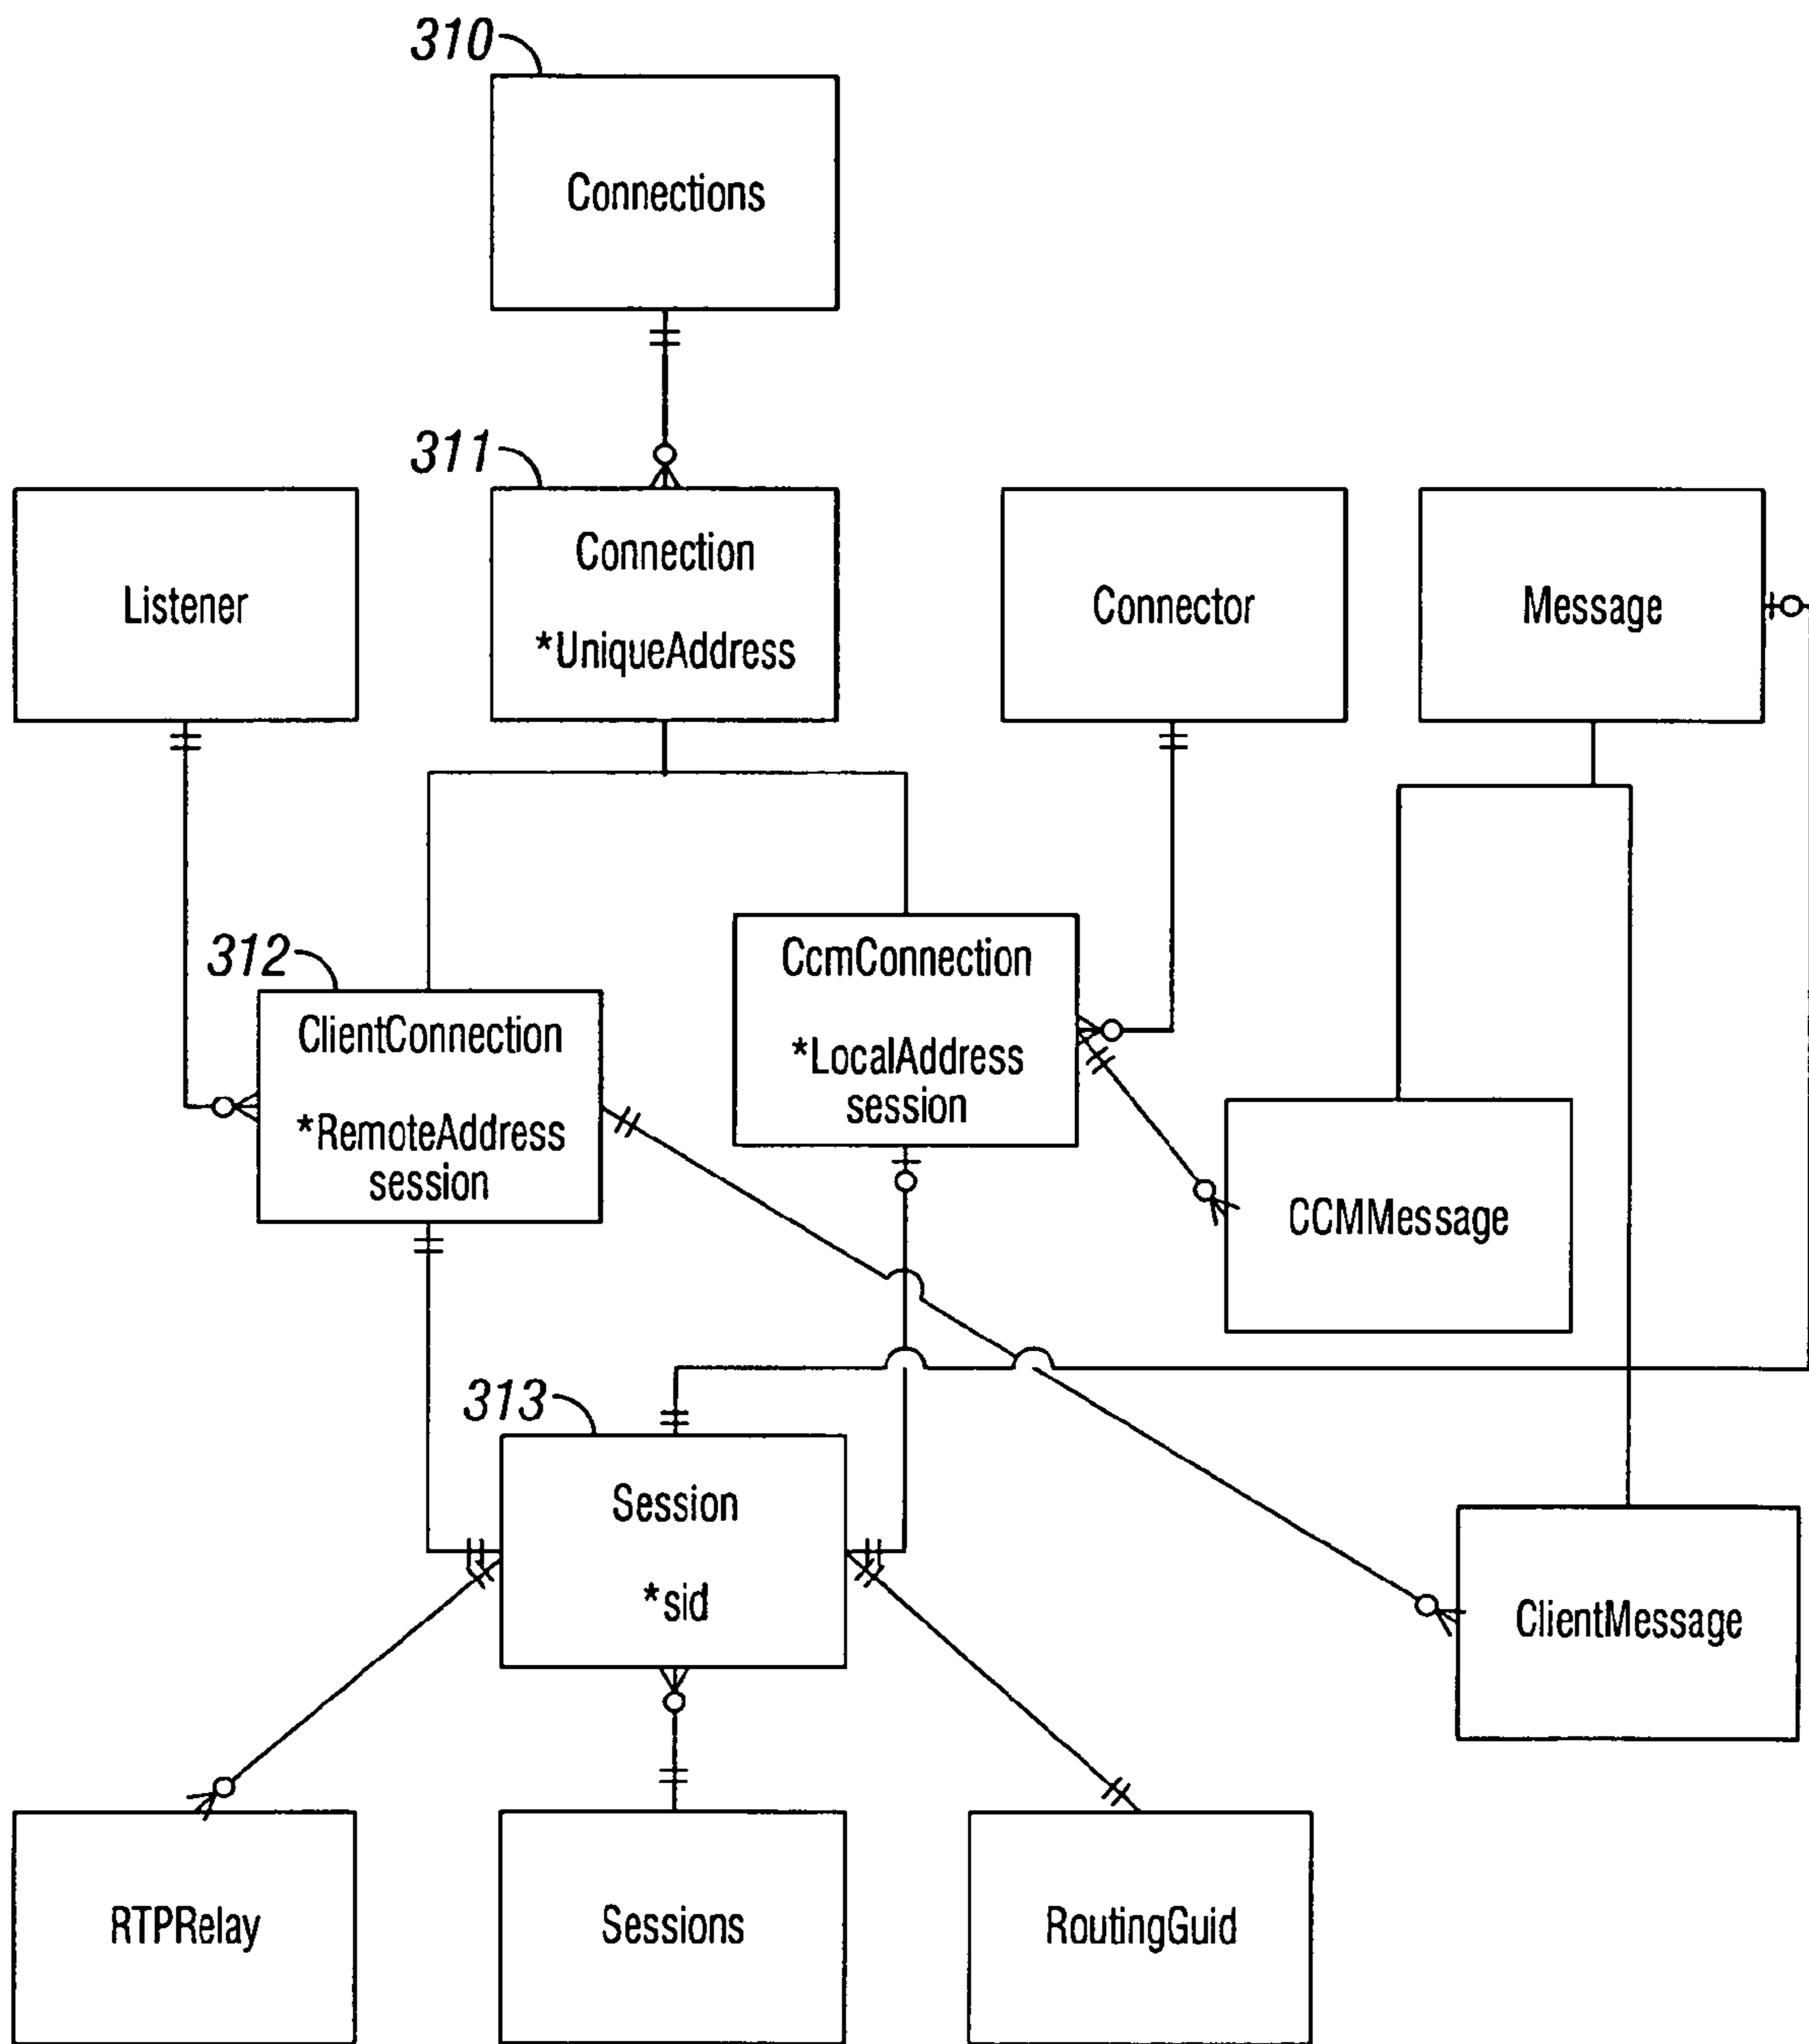 310
Connections
311
Listener
Connection
*UniqueAddress
Connector
Message
312
ClientConnection
*RemoteAddress
session
CcmConnection
*LocalAddress
session
CCMMessage
313
Session
*sid
ClientMessage
RTPRelay
Sessions
RoutingGuid